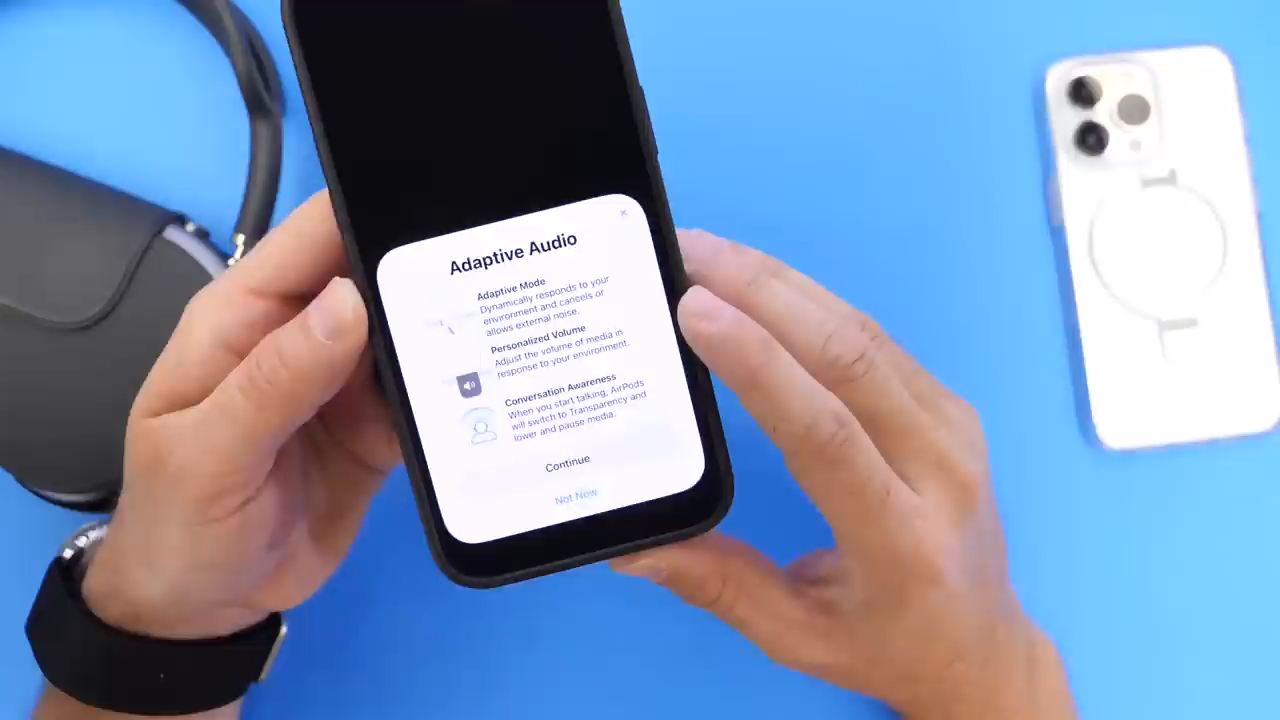 Adaptive Audio
Adaptive Mode
Dynamically responds to your
environment and cancels or
allows external noise.
Personalized Volume
Adjust the volume of media in
response to your environment.
Conversation Awareness
When you start talking, AirPods
will switch to Transparency and
lower and pause media.
Continue
Not Now